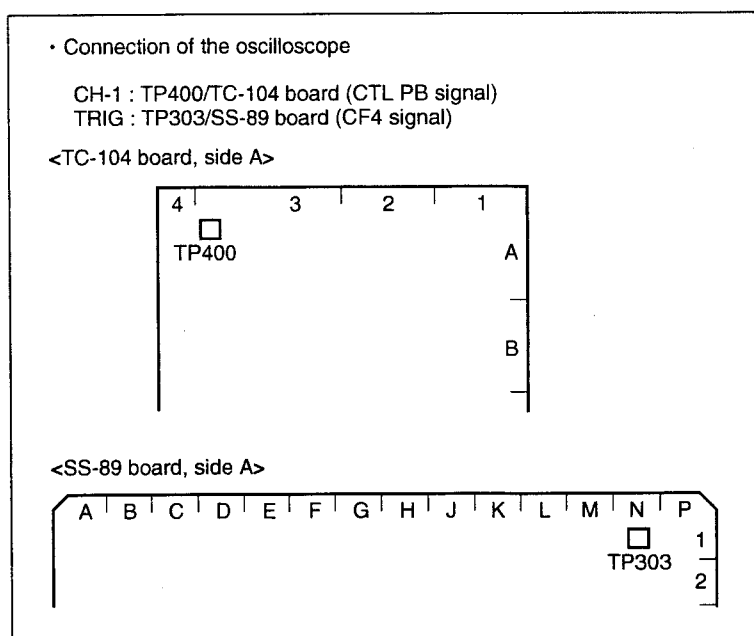 • Connection of the oscilloscope
CH-1 : TP400/TC-104 board (CTL PB signal)
TRIG : TP303/SS-89 board (CF4 signal)
<TC-104 board, side A>
4 3 2 1
TP400
A
B
<SS-89 board, side A>
A B C D E F G H J K L M N P
1
TP303
2